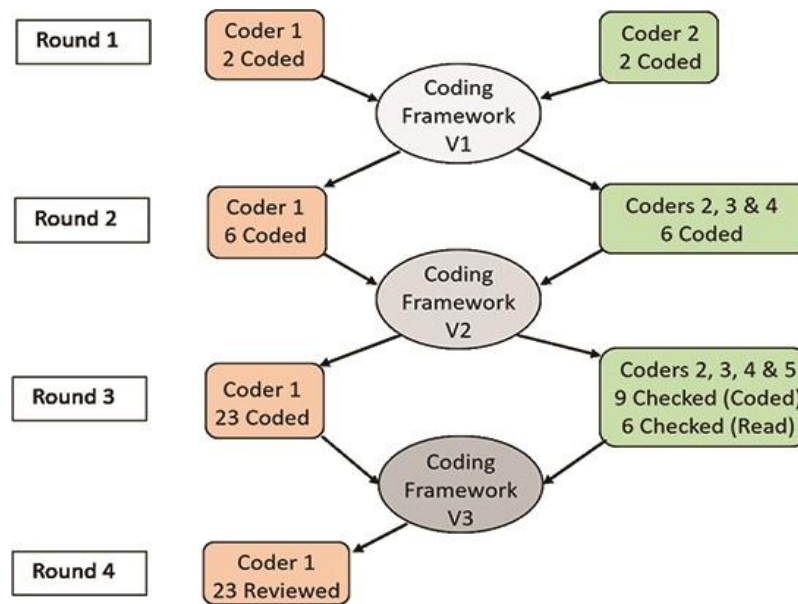 Round 1
Coder 1
2 Coded
Coder 2
2 Coded
Coding
Framework
V1
Round 2
Coder 1
6 Coded
Coders 2, 3 & 4
6 Coded
Coding
Framework
V2
Round 3
Coder 1
23 Coded
Coders 2, 3, 4 & 5
9 Checked (Coded)
6 Checked (Read)
Coding
Framework
V3
Round 4
Coder 1
23 Reviewed